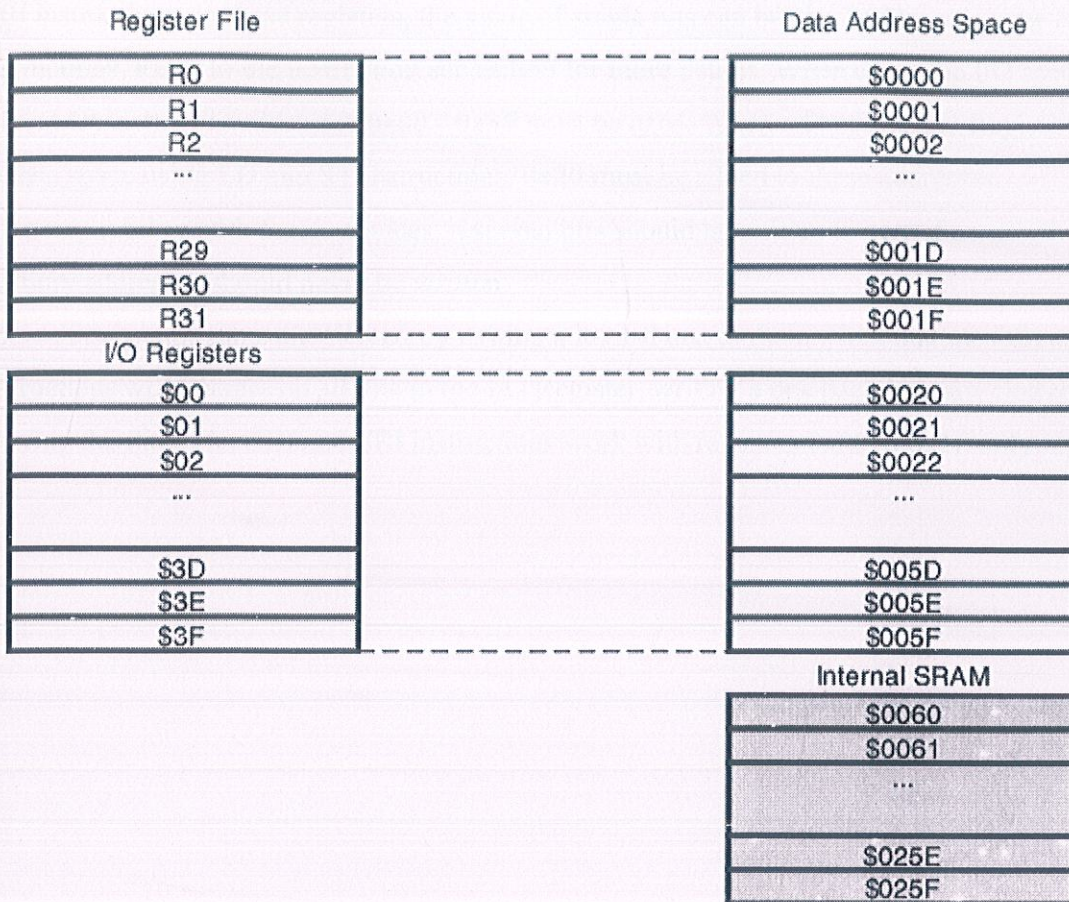 Register File
Data Address Space
R0
$0000
R1
$0001
R2
$0002
...
...
R29
$001D
R30
$001E
R31
$001F
I/O Registers
$00
$0020
$01
$0021
$02
$0022
...
...
$3D
$005D
$3E
$005E
$3F
$005F
Internal SRAM
$0060
$0061
...
$025E
$025F